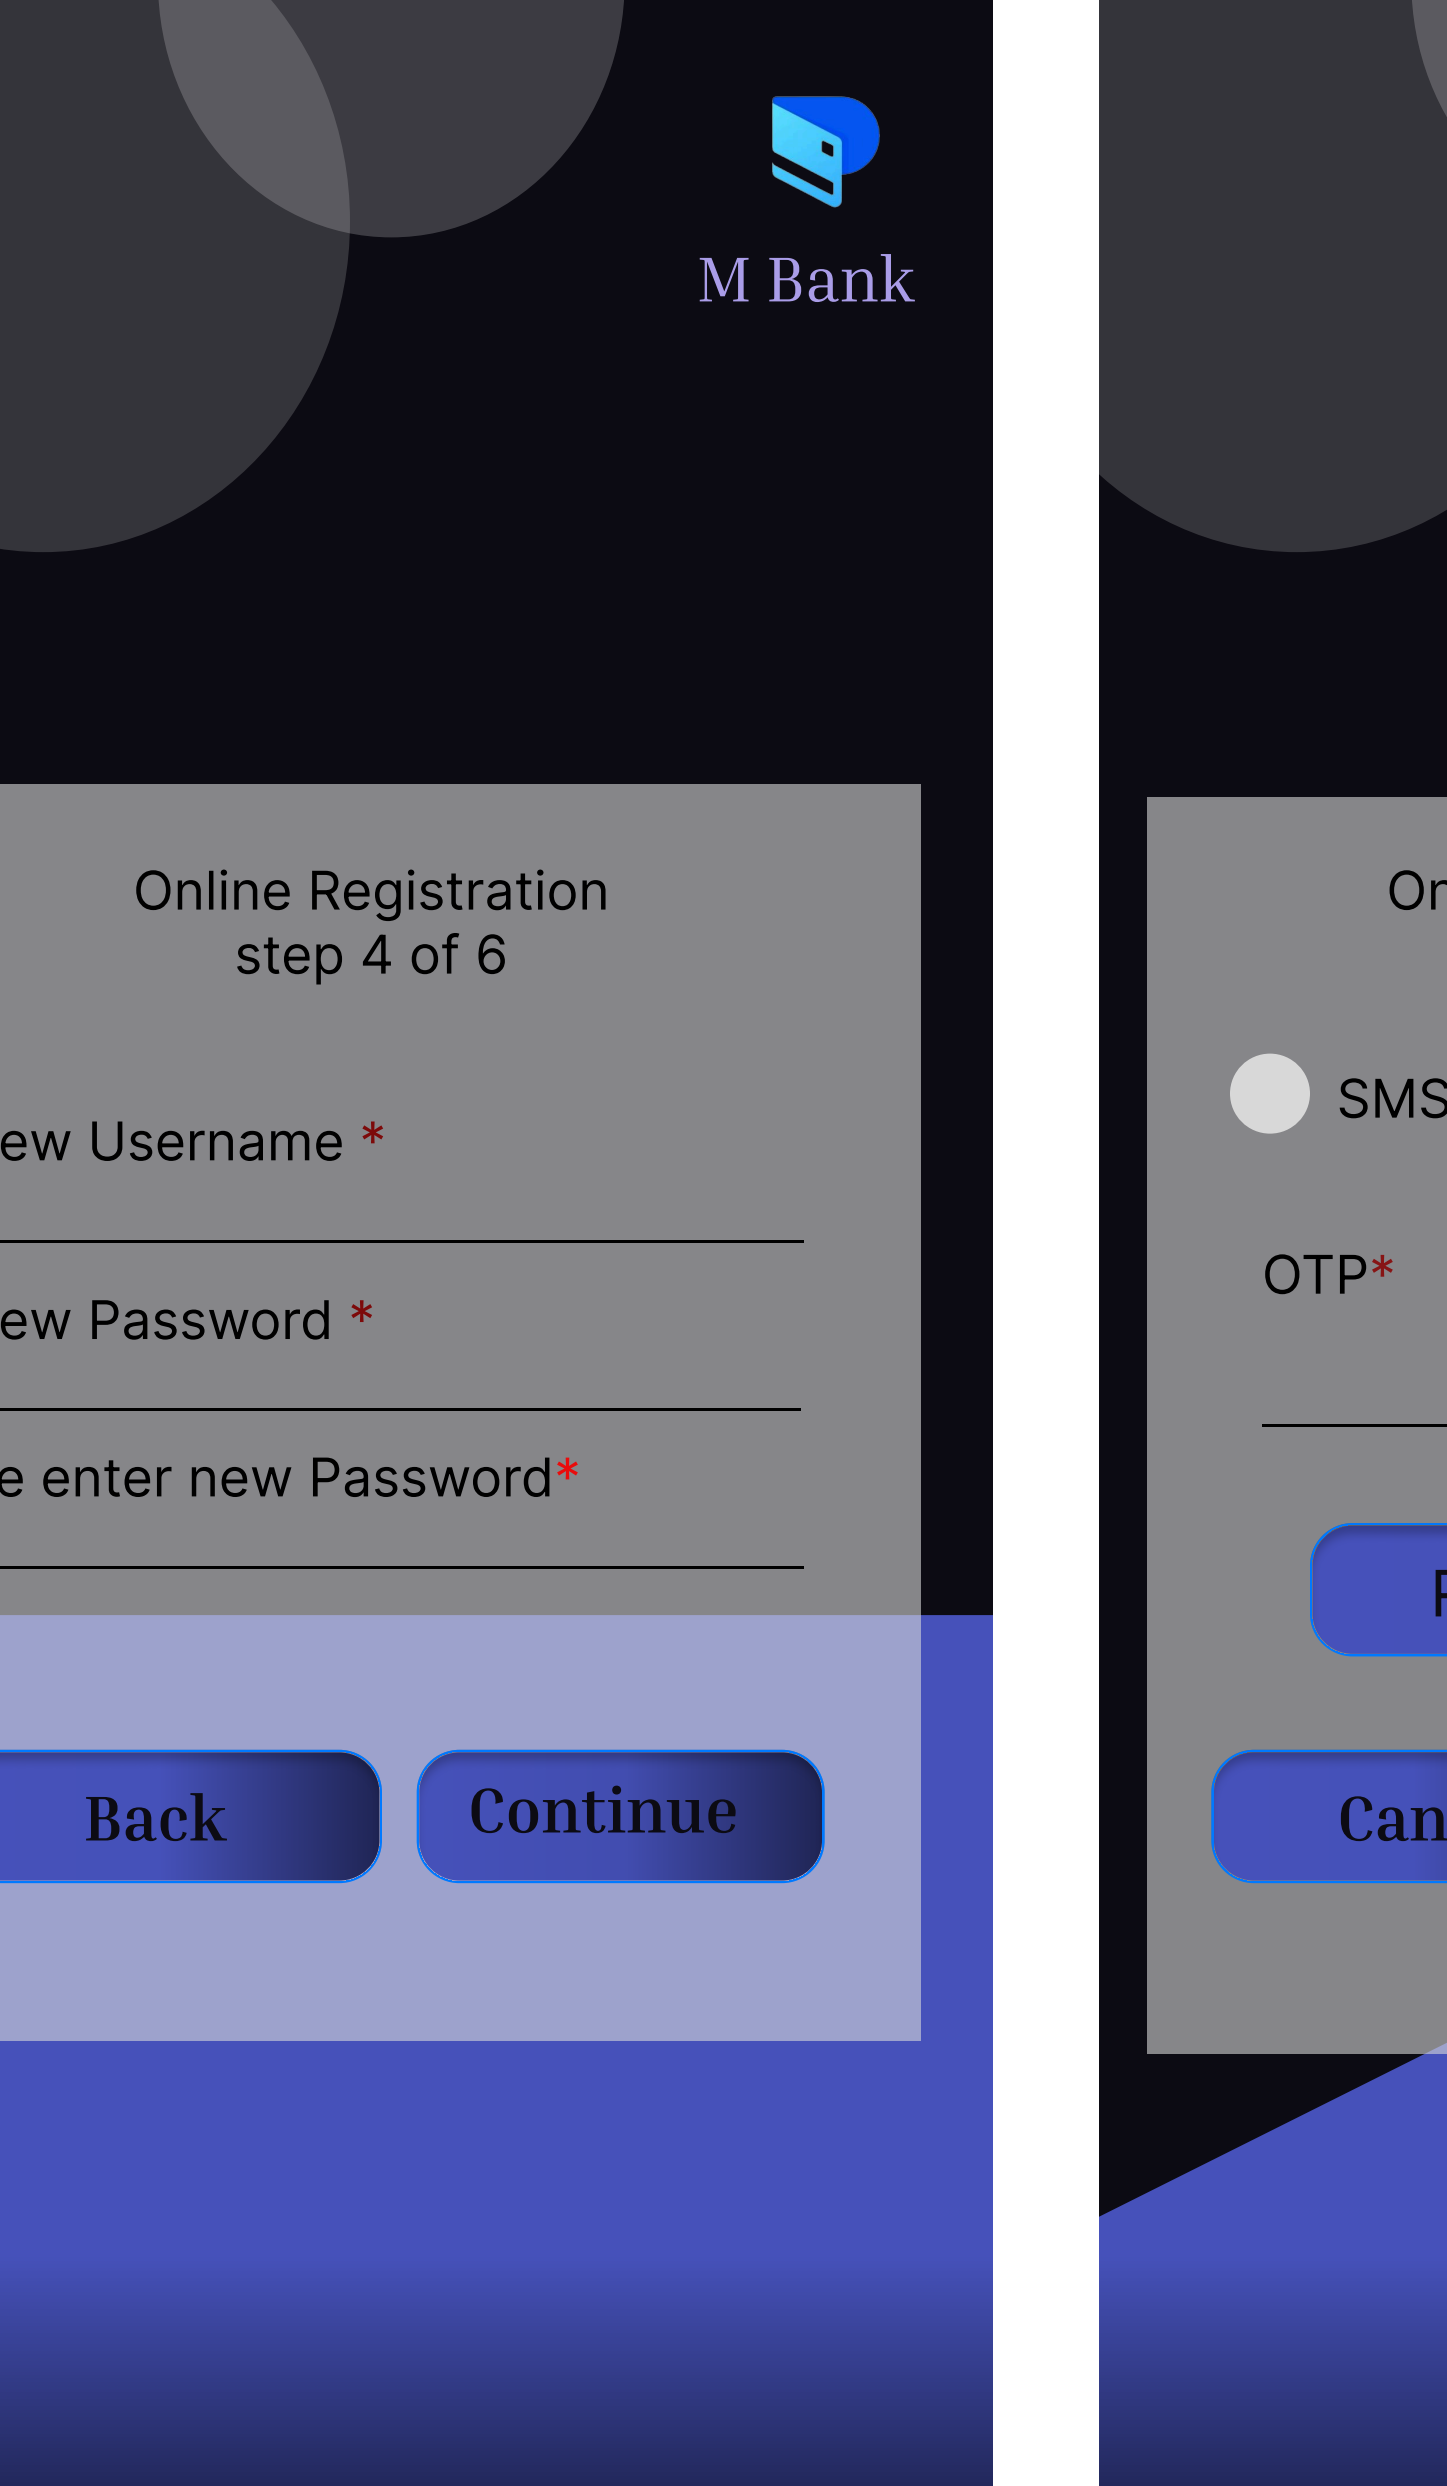 M Bank
Online Registration
step 4 of 6
ew Username *
ew Password *
e enter new Password*
Back
Continue
On
SMS
OTP*
Can